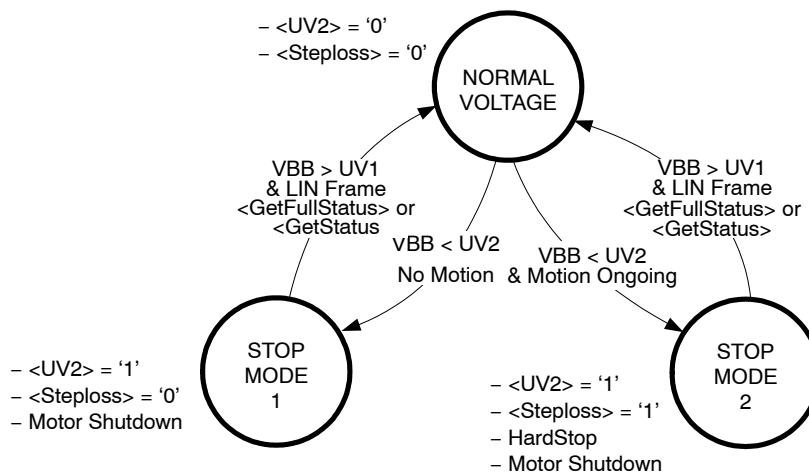 – <UV2> = ‘0’
– <Steploss> = ‘0’
NORMAL
VOLTAGE
VBB > UV1
& LIN Frame
<GetFullStatus> or
<GetStatus
VBB < UV2
No Motion
VBB < UV2
& Motion Ongoing
VBB > UV1
& LIN Frame
<GetFullStatus> or
<GetStatus>
– <UV2> = ‘1’
– <Steploss> = ‘0’
– Motor Shutdown
STOP
MODE
1
– <UV2> = ‘1’
– <Steploss> = ‘1’
– HardStop
– Motor Shutdown
STOP
MODE
2